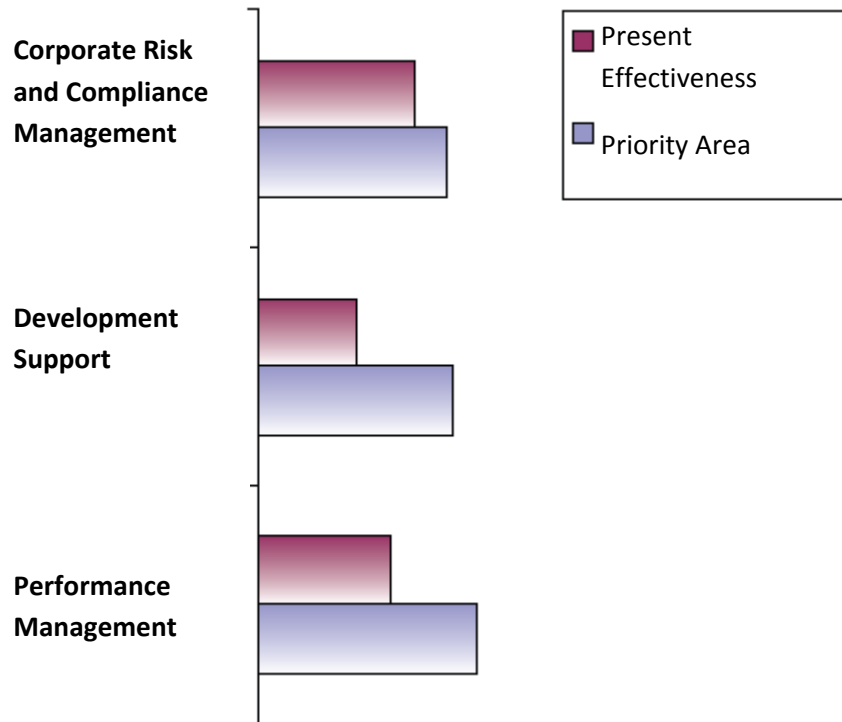 Corporate Risk
and Compliance
Management
Present
Effectiveness
Priority Area
Development
Support
Performance
Management